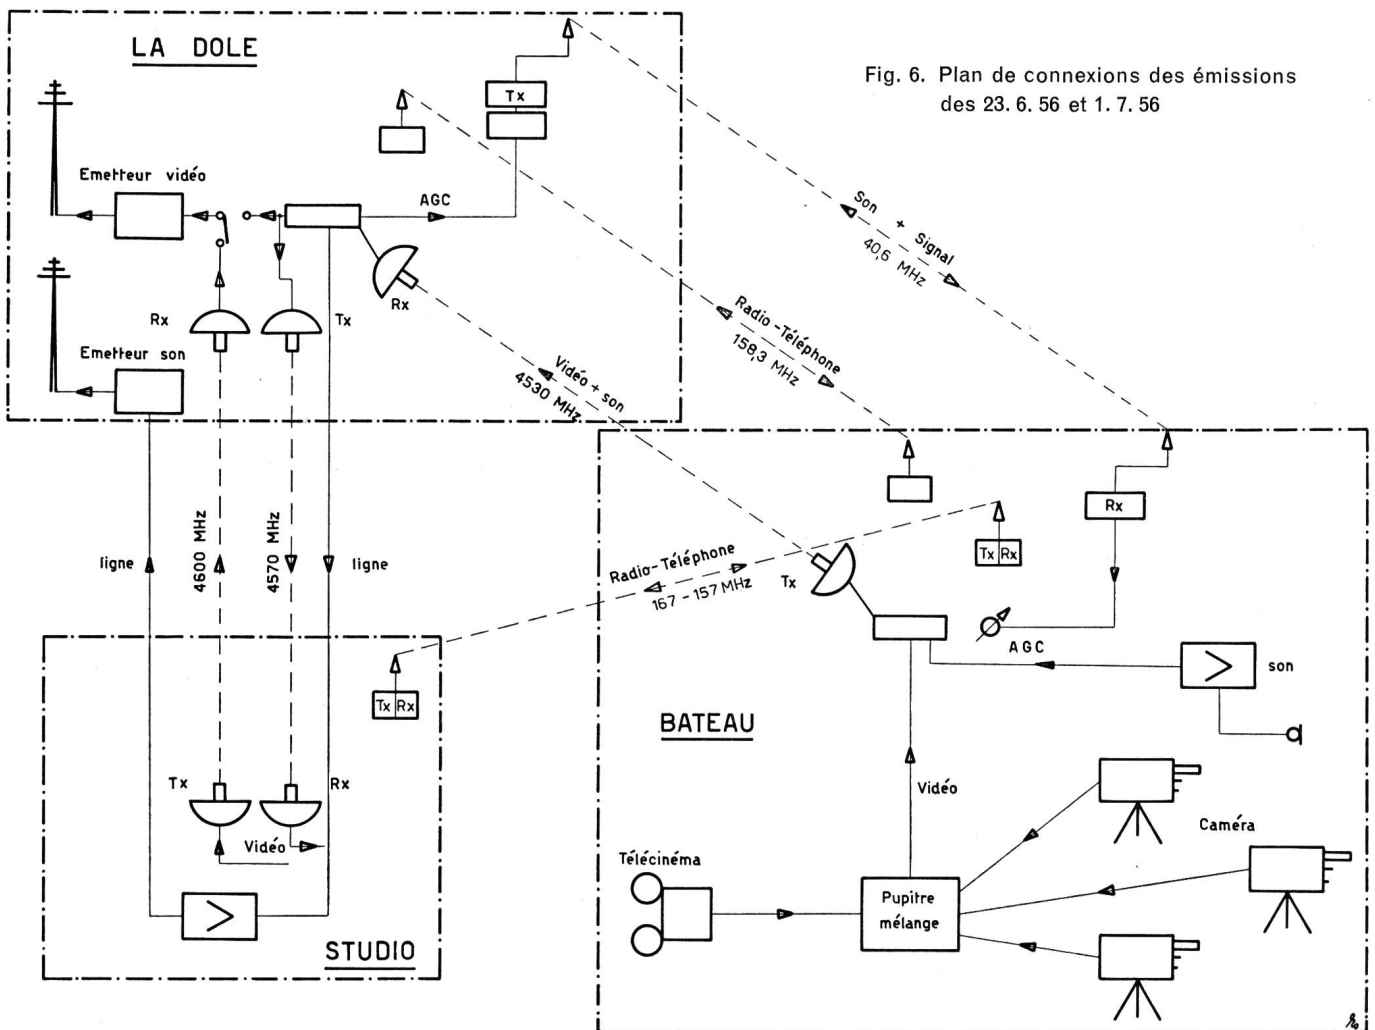 LA DOLE
Fig. 6. Plan de connexions des émissions
des 23. 6. 56 et 1. 7. 56
Tx
Emetteur vidéo
AGC
Rx
Tx
Rx
Emetteur son
Son + Signal
40,6 MHz
Radio-Téléphone
158,3 MHz
Vidéo + son
4530 MHz
ligne
4600 MHz
4570 MHz
ligne
Radio-Téléphone
167 - 157 MHz
Tx Rx
Rx
Tx
Tx Rx
AGC
son
BATEAU
Vidéo
Tx
Rx
Vidéo
STUDIO
Télécinéma
Pupitre
mélange
Caméra